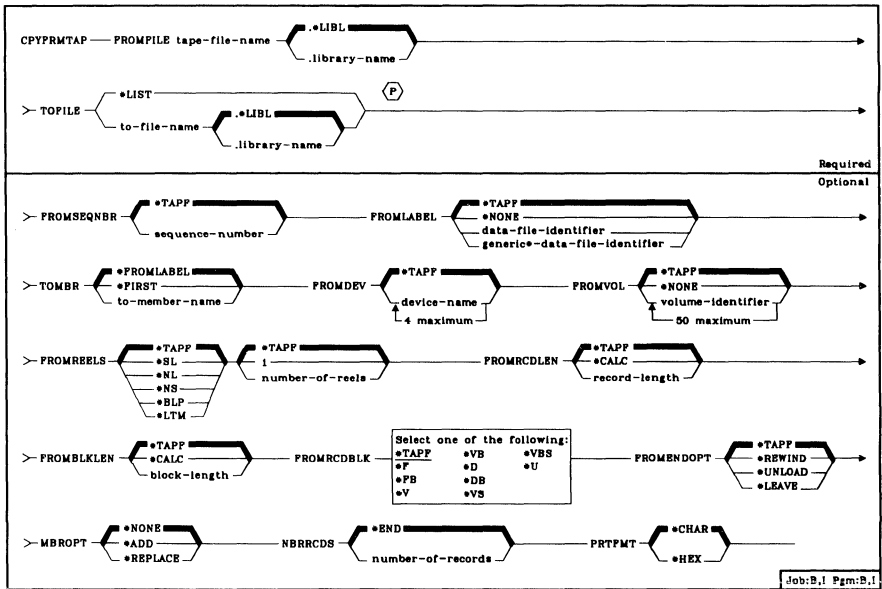 CPYPRMTAP FROMPILE tape-file-name .*LIBL
.library-name
TOFILE *LIST P
to-file-name .*LIBL
.library-name
Required
Optional
FROMSEQNBR *TAPF
sequence-number
FROMLABEL *TAPF
*NONE
data-file-identifier
generic*-data-file-identifier
TOMBR *FROMLABEL
*FIRST
to-member-name
FROMDEV *TAPF
device-name
4 maximum
FROMVOL *TAPF
*NONE
volume-identifier
50 maximum
FROMREELS *TAPF
*SL
*NL
*NS
*BLP
*LTM
*TAPF
1
number-of-reels
FROMRCDLEN *TAPF
*CALC
record-length
FROMBLKLEN *TAPF
*CALC
block-length
FROMRCDBLK
Select one of the following:
*TAPF *VB *VBS
*F *D *U
*FB *DB
*V *VS
FROMENDOPT *TAPF
*REWIND
*UNLOAD
*LEAVE
MBROPT *NONE
*ADD
*REPLACE
NBRRCDS *END
number-of-records
PRTFMT *CHAR
*HEX
Job:B,I Pgm:B,I